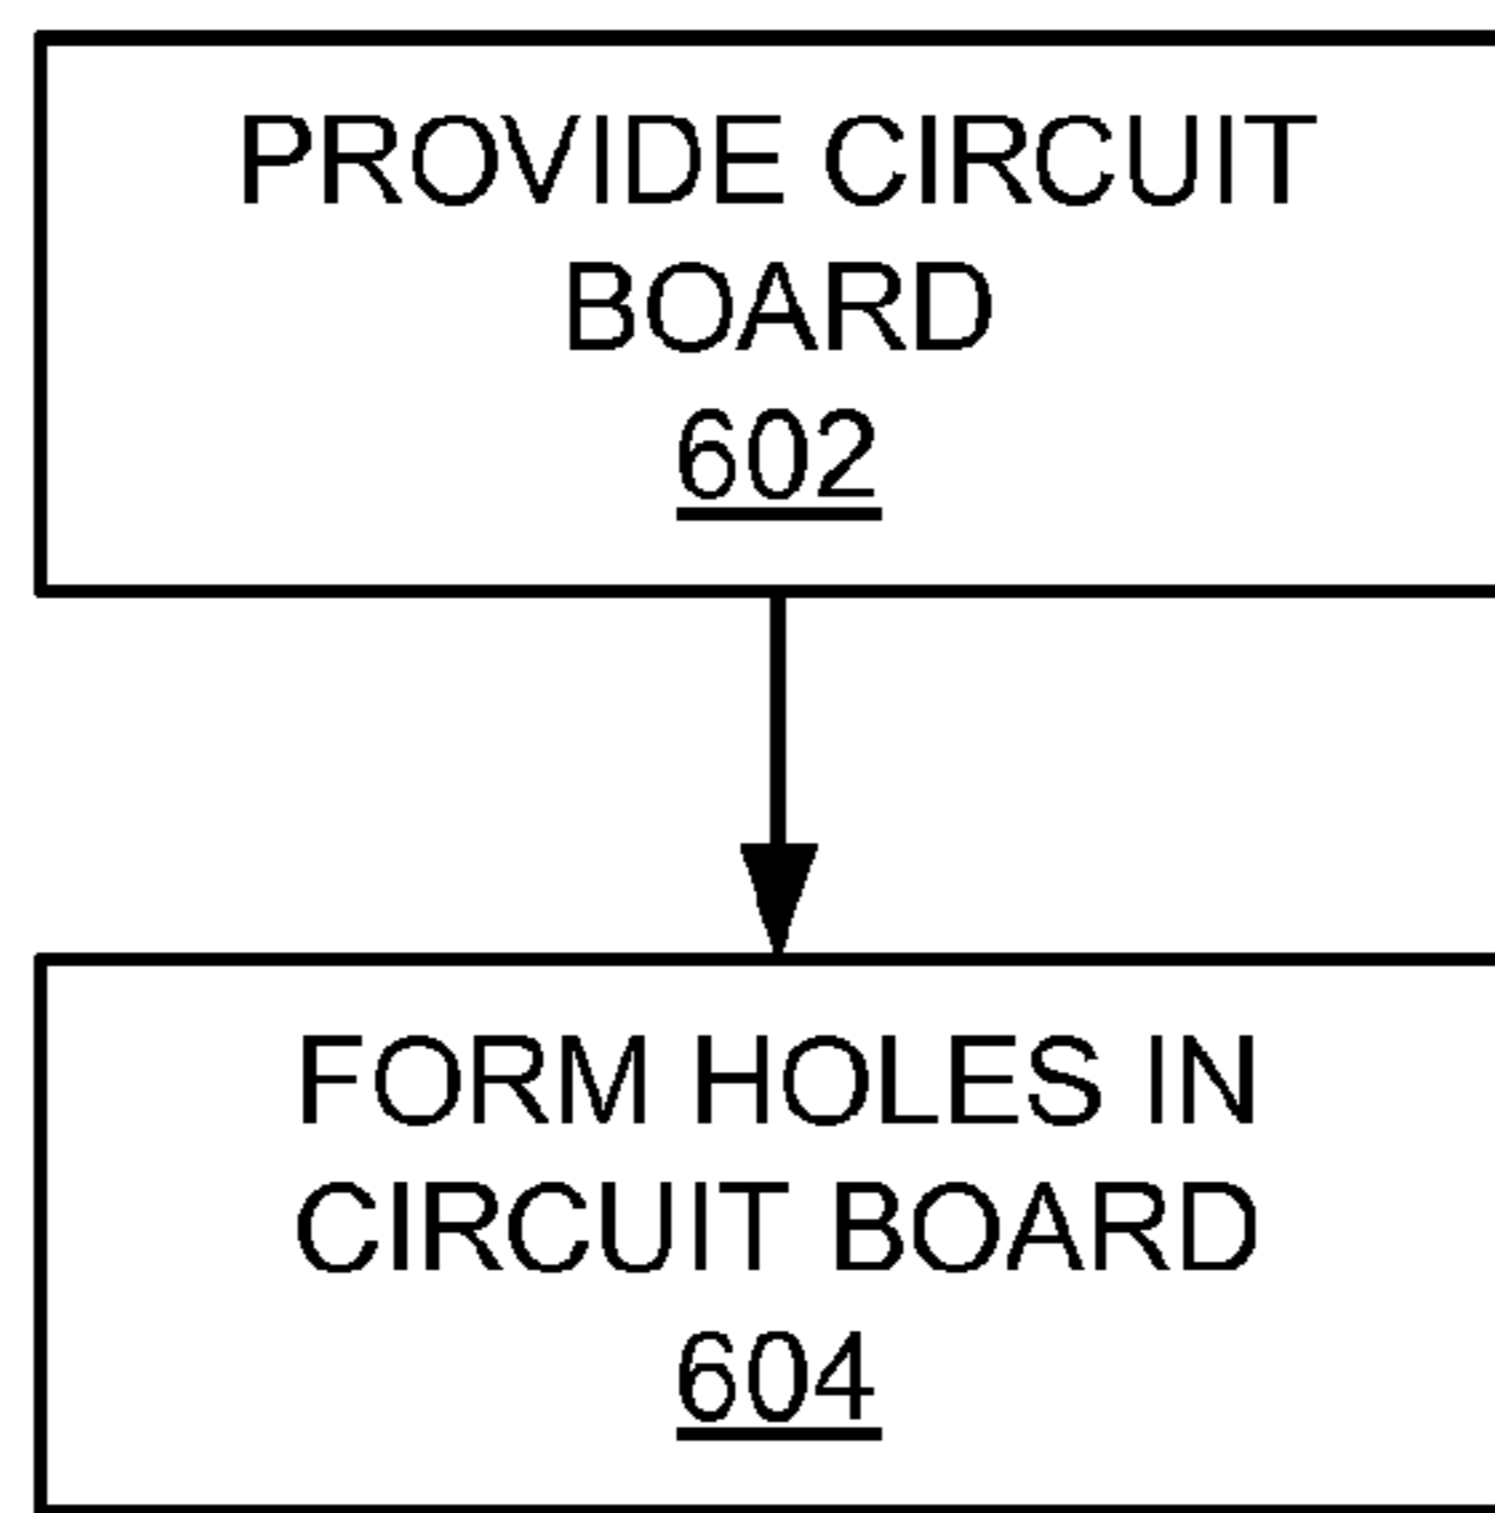 PROVIDE CIRCUIT
BOARD
602
FORM HOLES IN
CIRCUIT BOARD
604